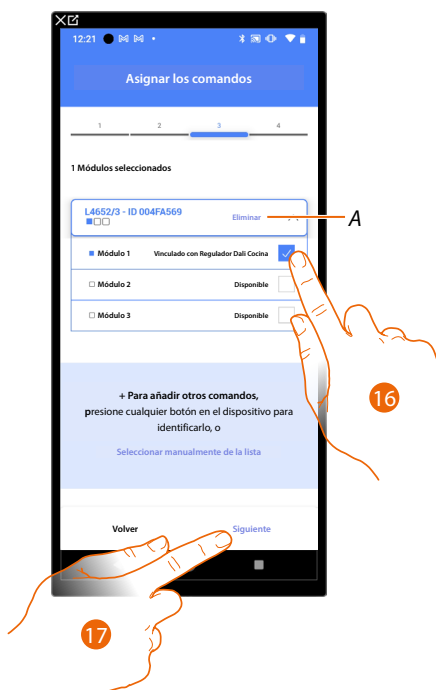 12:21
Asignar los comandos
1 2 3 4
1 Módulos seleccionados
L4652/3 - ID 004FA569
Eliminar
A
Módulo 1 Vinculado con Regulador Dali Cocina
Módulo 2 Disponible
Módulo 3 Disponible
+ Para añadir otros comandos,
presione cualquier botón en el dispositivo para
identificarlo, o
Seleccionar manualmente de la lista
16
Volver Siguiente
17